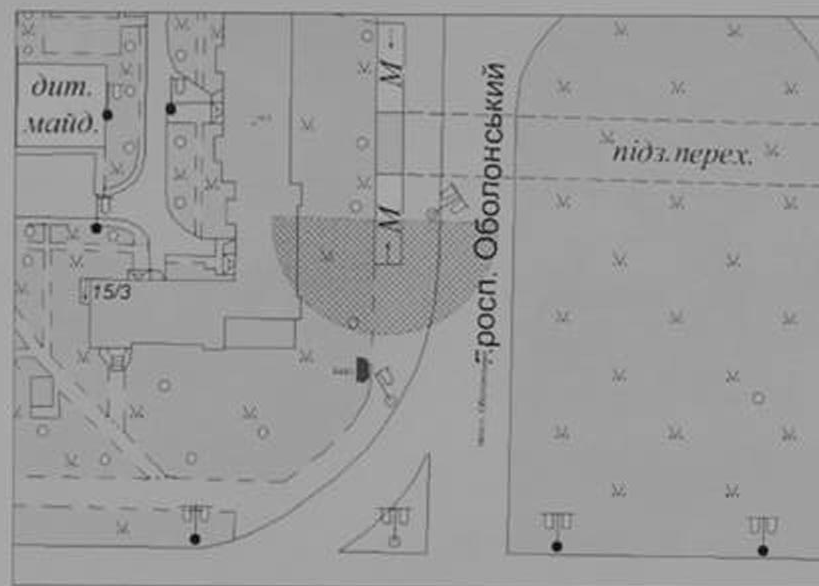 дит.
майд.
М
просп. Оболонський
підз.перех.
М
15/3